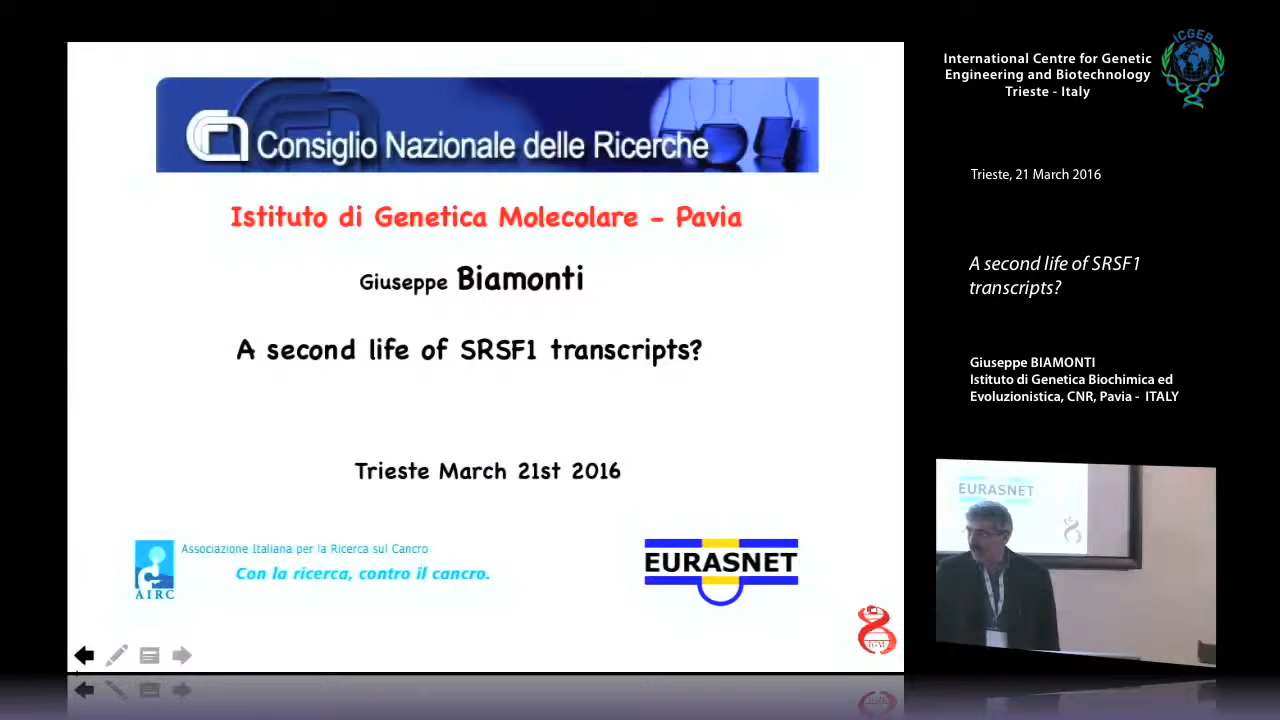 Consiglio Nazionale delle Ricerche
Istituto di Genetica Molecolare - Pavia
Giuseppe Biamonti
A second life of SRSF1 transcripts?
Trieste March 21st 2016
Associazione Italiana per la Ricerca sul Cancro
Con la ricerca, contro il cancro.
AIRC
EURASNET
IGM
International Centre for Genetic
Engineering and Biotechnology
Trieste - Italy
ICGEB
Trieste, 21 March 2016
A second life of SRSF1
transcripts?
Giuseppe BIAMONTI
Istituto di Genetica Biochimica ed
Evoluzionistica, CNR, Pavia - ITALY
EURASNET